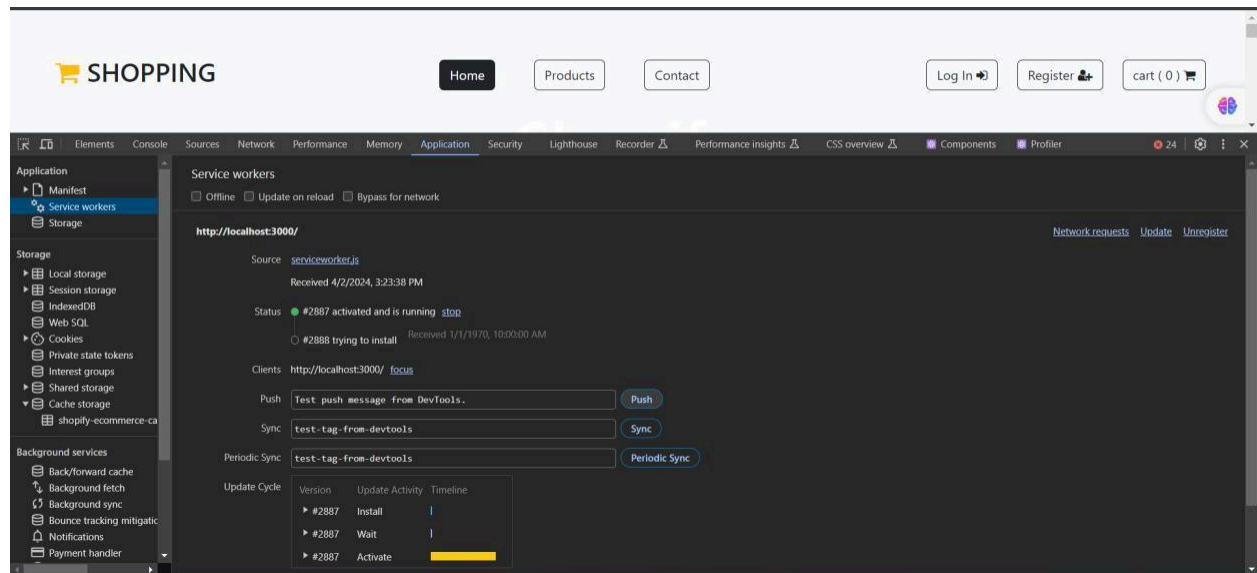 SHOPPING
Home
Products
Contact
Log In
Register
cart ( 0 )
Elements Console Sources Network Performance Memory Application Security Lighthouse Recorder Performance insights CSS overview Components Profiler 24
Application
Manifest
Service workers
Storage
Storage
Local storage
Session storage
IndexedDB
Web SQL
Cookies
Private state tokens
Interest groups
Shared storage
Cache storage
shopify-ecommerce-ca
Background services
Back/forward cache
Background fetch
Background sync
Bounce tracking mitigatic
Notifications
Payment handler
Service workers
Offline Update on reload Bypass for network
http://localhost:3000/ Network requests Update Unregister
Source serviceworker.js
Received 4/2/2024, 3:23:38 PM
Status #2887 activated and is running stop
#2888 trying to install Received 1/1/1970, 10:00:00 AM
Clients http://localhost:3000/ focus
Push Test push message from DevTools. Push
Sync test-tag-from-devtools Sync
Periodic Sync test-tag-from-devtools Periodic Sync
Update Cycle Version Update Activity Timeline
#2887 Install
#2887 Wait
#2887 Activate